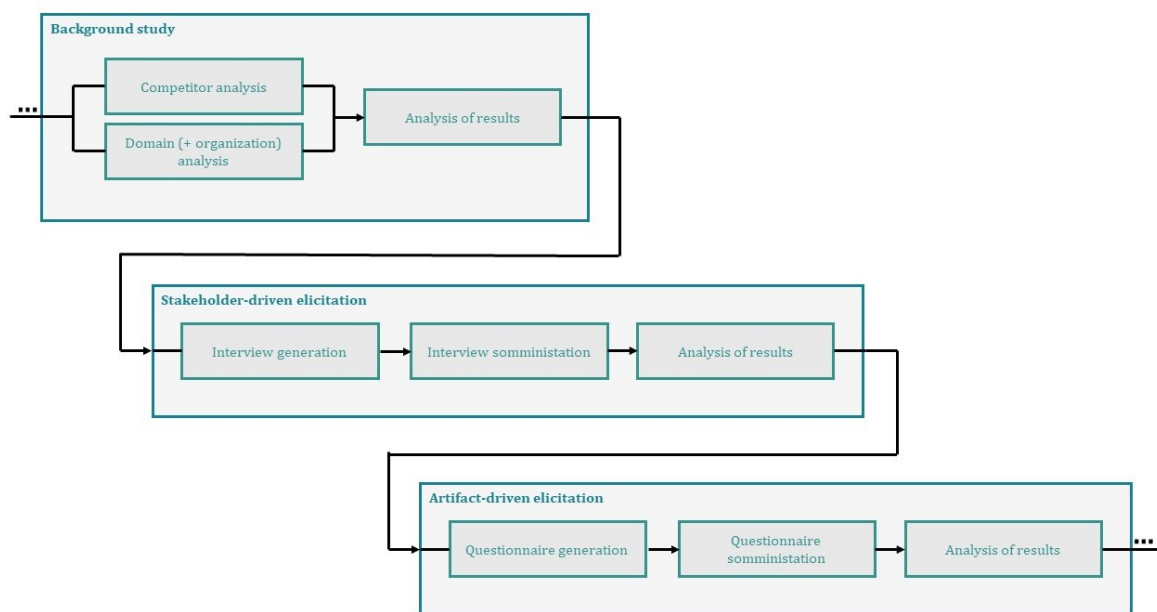 Background study
Competitor analysis
...
Domain (+ organization)
analysis
Analysis of results
Stakeholder-driven elicitation
Interview generation
Interview somministation
Analysis of results
Artifact-driven elicitation
Questionnaire generation
Questionnaire
somministation
Analysis of results
...